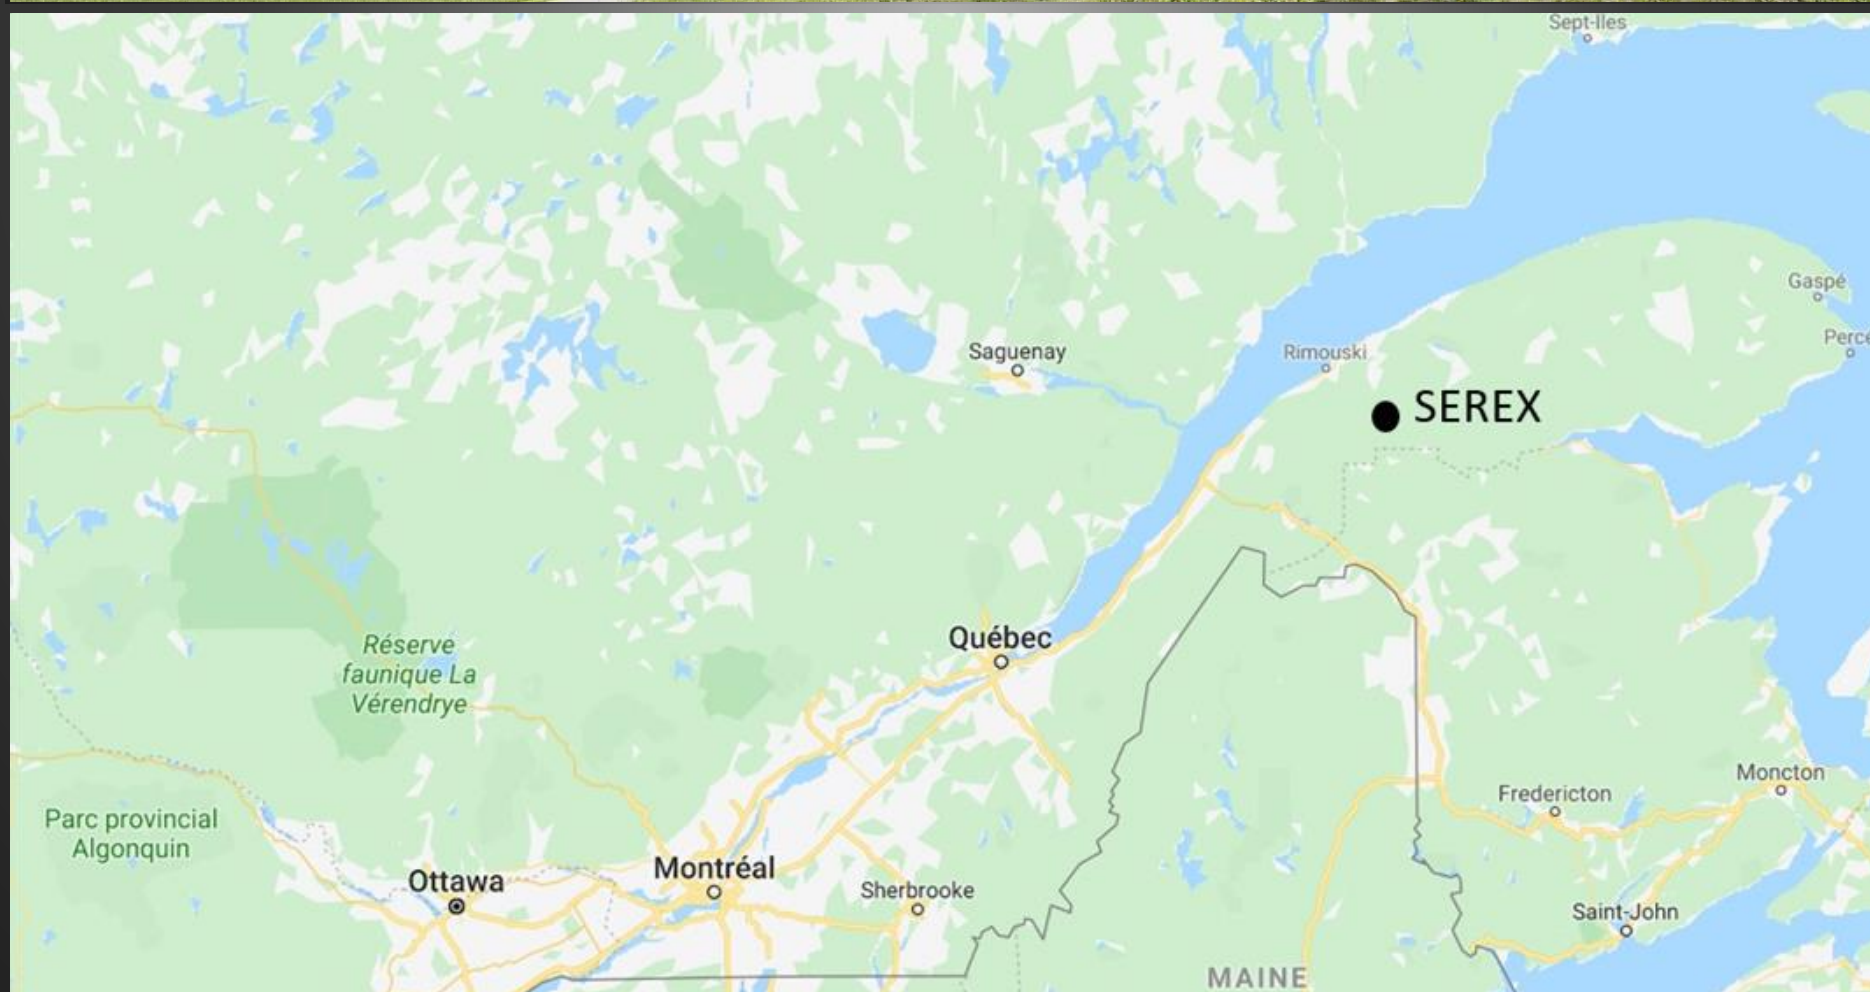 Sept-Iles
Gaspé
Saguenay
Rimouski
SEREX
Québec
Réserve
faunique La
Vérendrye
Moncton
Fredericton
Parc provincial
Algonquin
Montréal
Ottawa
Sherbrooke
Saint-John
MAINE